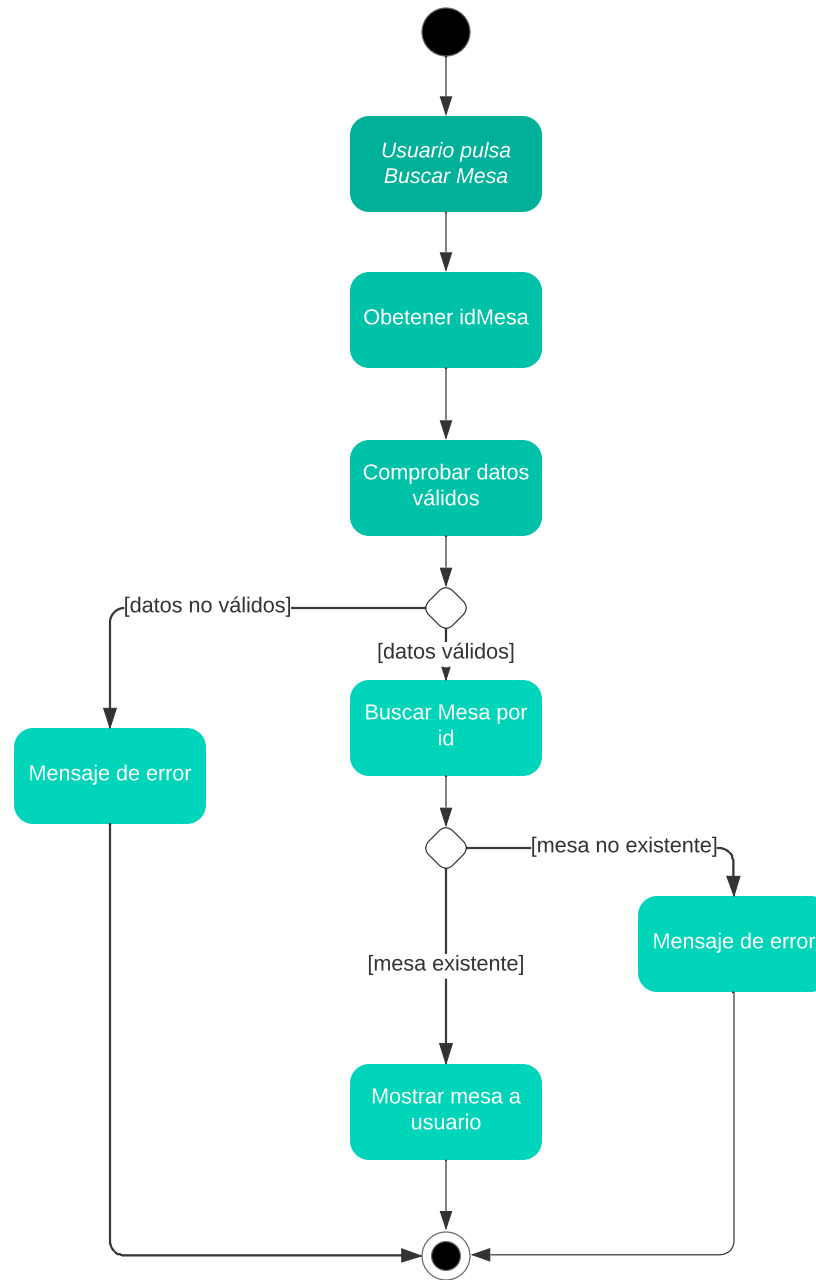 Usuario pulsa
Buscar Mesa
Obetener idMesa
Comprobar datos
válidos
[datos no válidos]
[datos válidos]
Buscar Mesa por
id
Mensaje de error
[mesa no existente]
Mensaje de error
[mesa existente]
Mostrar mesa a
usuario